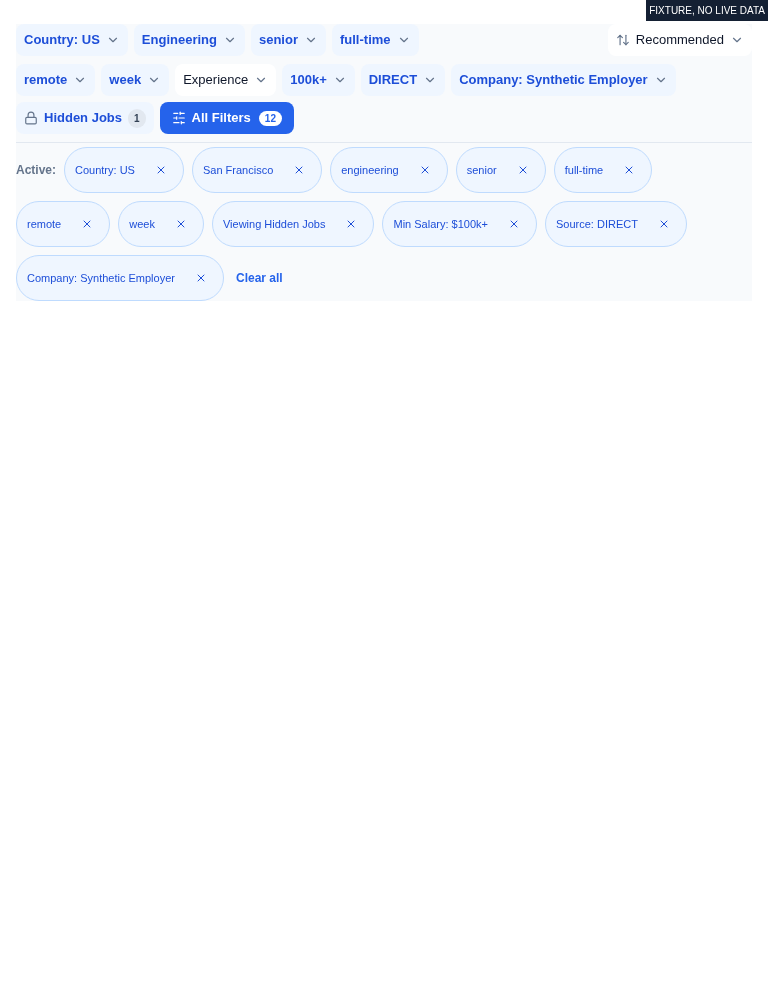 FIXTURE, NO LIVE DATA
Country: US Engineering senior full-time Recommended
remote week Experience 100k+ DIRECT Company: Synthetic Employer
Hidden Jobs 1 All Filters 12
Active: Country: US San Francisco engineering senior full-time
remote week Viewing Hidden Jobs Min Salary: $100k+ Source: DIRECT
Company: Synthetic Employer Clear all